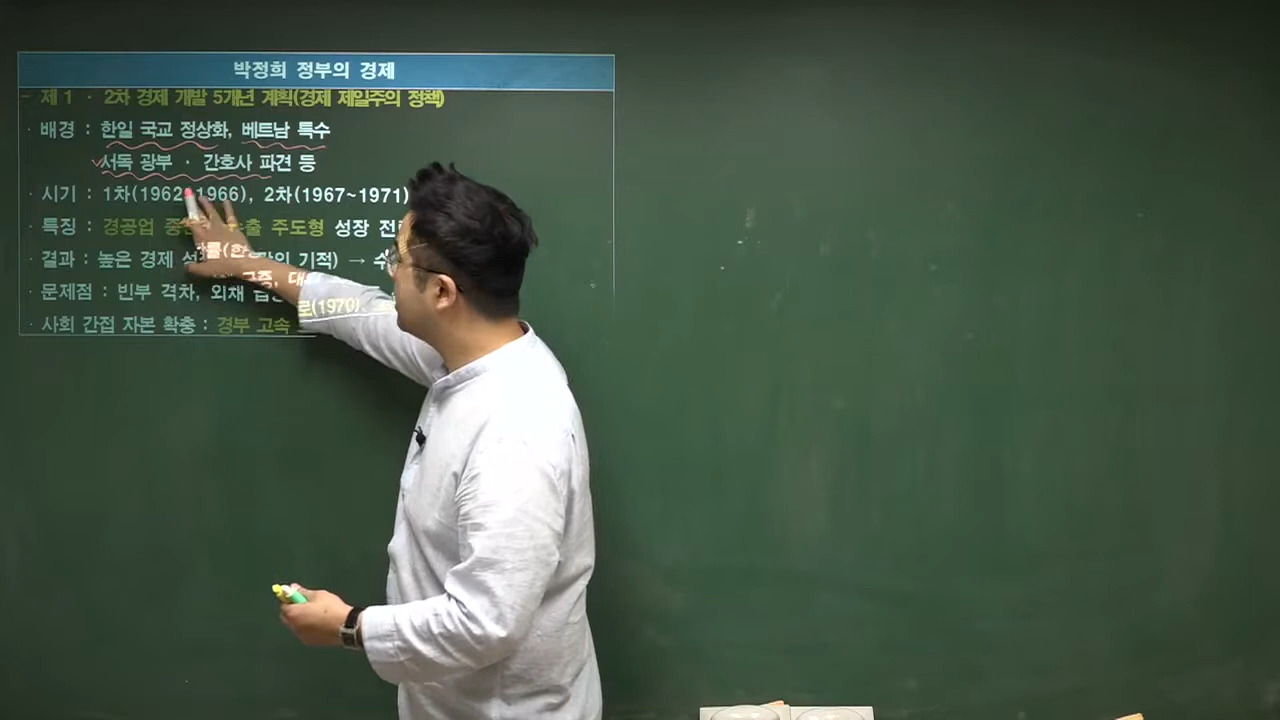 박정희 정부의 경제
- 제 1 · 2차 경제 개발 5개년 계획(경제 제일주의 정책)
· 배경 : 한일 국교 정상화, 베트남 특수
서독 광부 · 간호사 파견 등
· 시기 : 1차(1962~1966), 2차(1967~1971)
· 특징 : 경공업 수출 주도형 성장
· 결과 : 높은 경제 기적) →
· 문제점 : 빈부 격차, 외채 급증,
· 사회 간접 자본 확충 : 경부 고속 (1970),